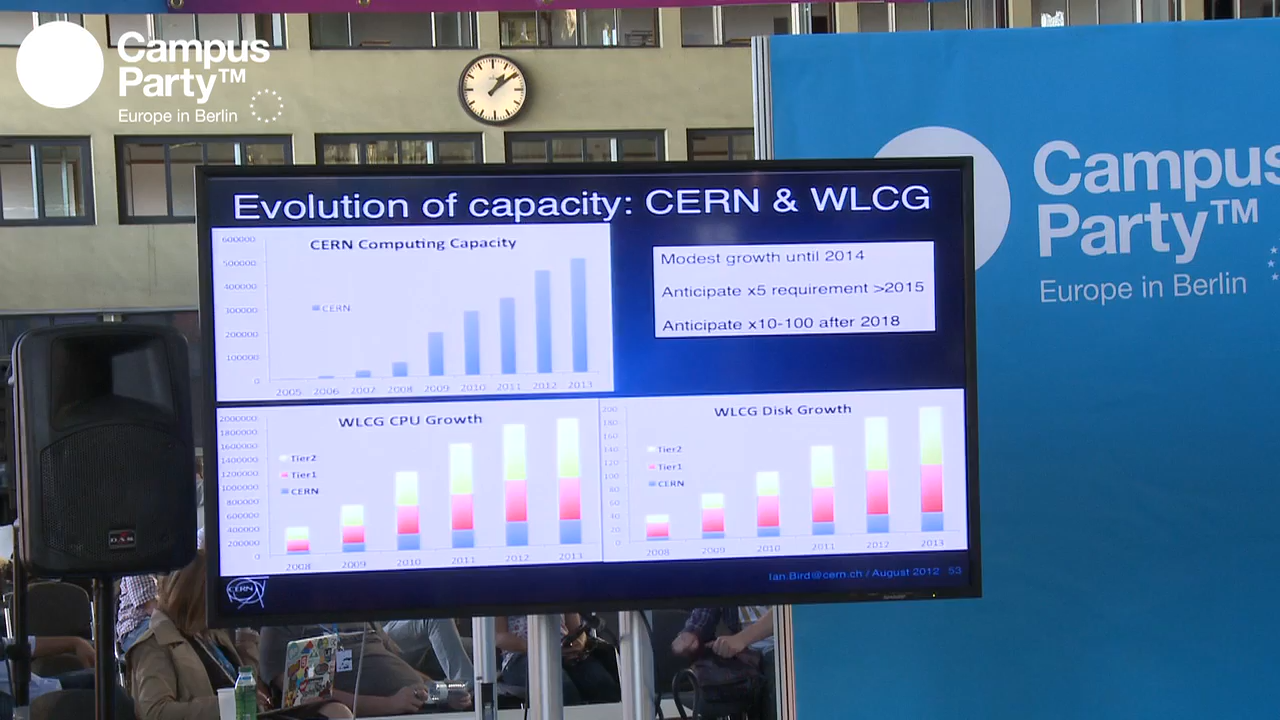 Campus
Party™
Europe in Berlin
Campus
Party™
Europe in Berlin
Evolution of capacity: CERN & WLCG
CERN Computing Capacity
600000
500000
400000
300000
200000
100000
0
CERN
2005 2006 2007 2008 2009 2010 2011 2012 2013
Modest growth until 2014
Anticipate x5 requirement >2015
Anticipate x10-100 after 2018
WLCG CPU Growth
2000000
1800000
1600000
1400000
1200000
1000000
800000
600000
400000
200000
0
Tier2
Tier1
CERN
2008 2009 2010 2011 2012 2013
WLCG Disk Growth
200
180
160
140
120
100
80
60
40
20
0
Tier2
Tier1
CERN
2008 2009 2010 2011 2012 2013
CERN
Ian.Bird@cern.ch / August 2012 53